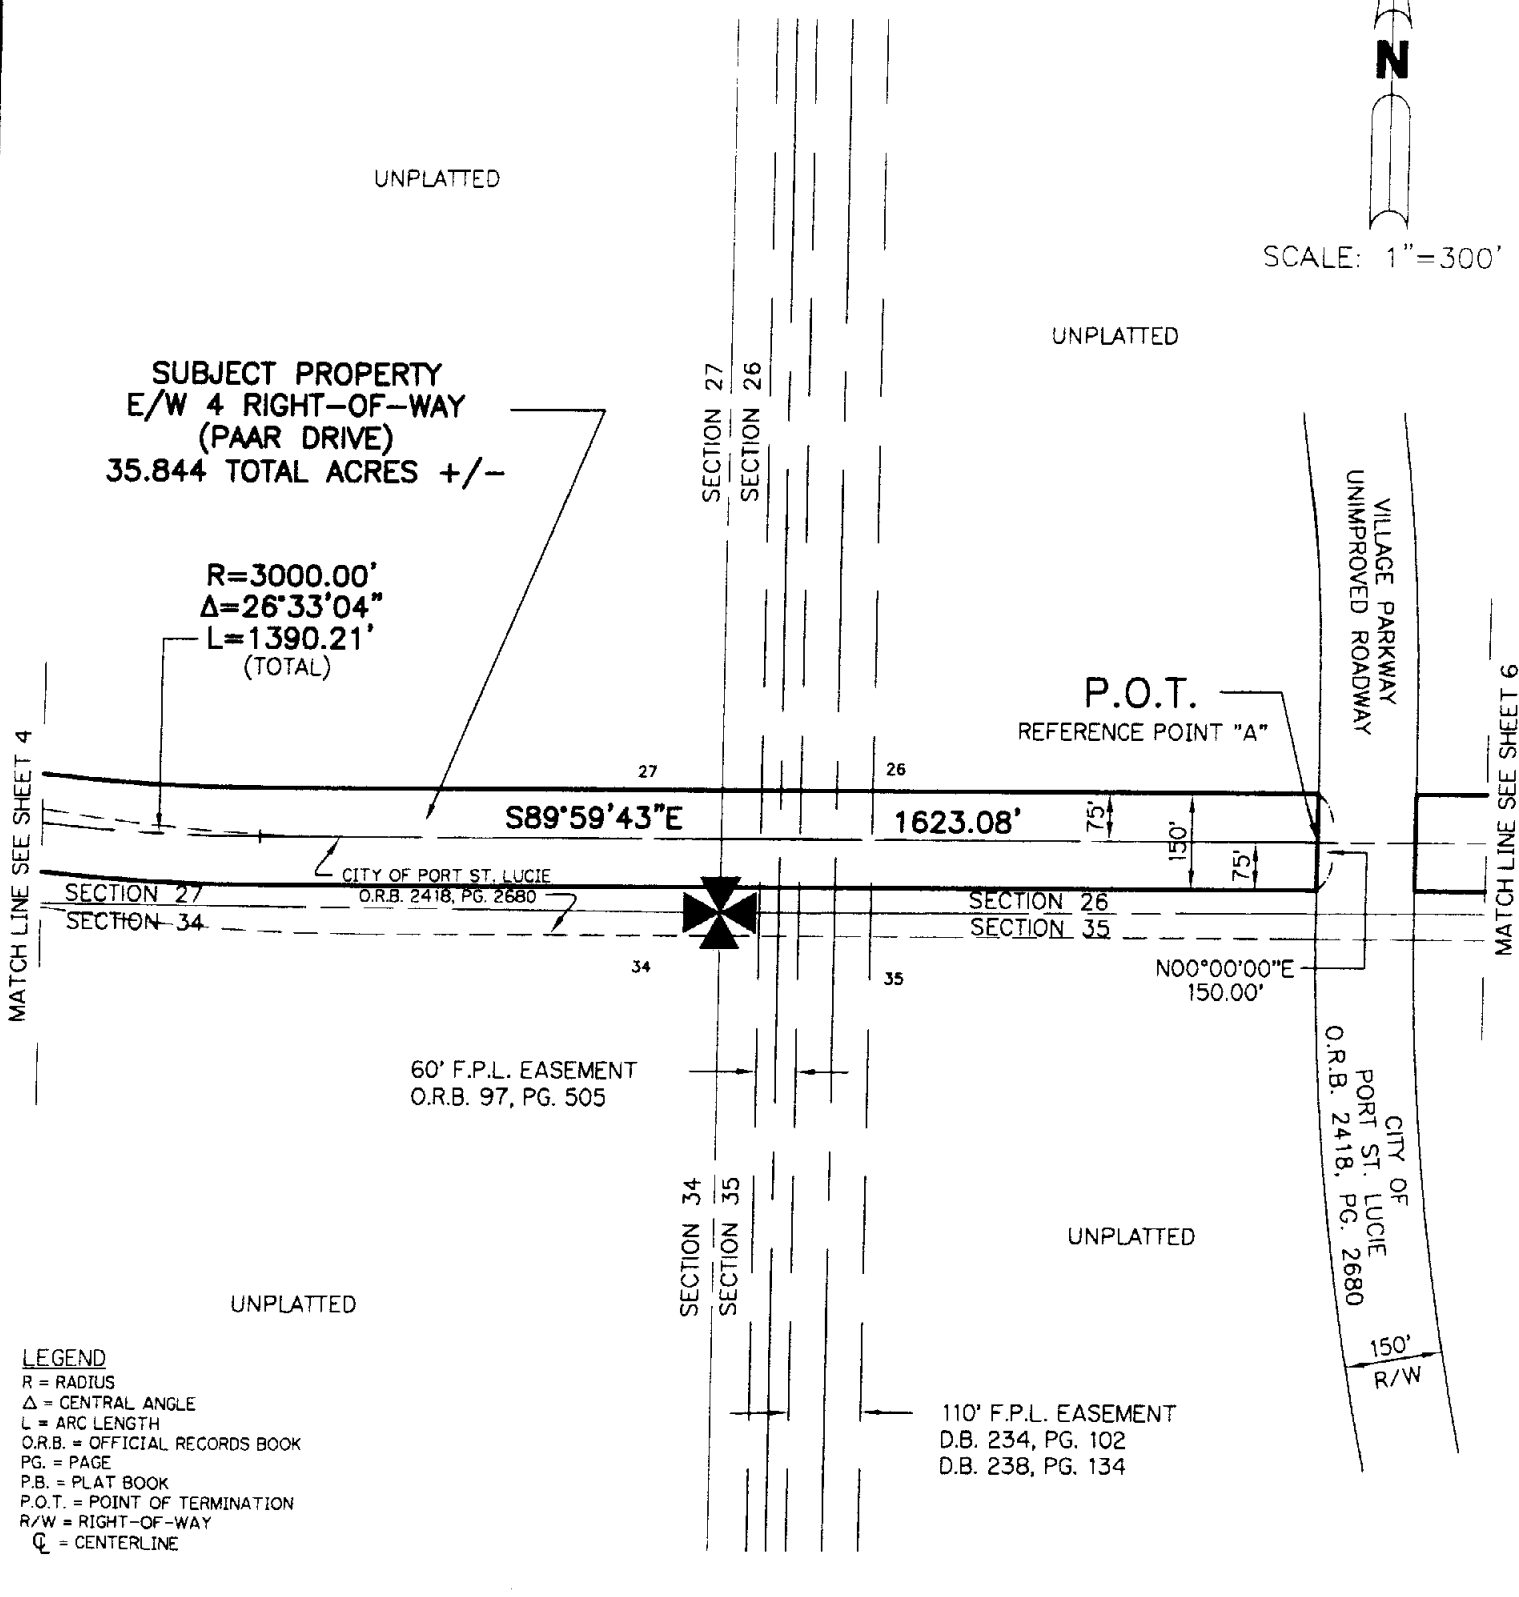 N
UNPLATTED
SCALE: 1"=300'
UNPLATTED
SUBJECT PROPERTY
E/W 4 RIGHT-OF-WAY
(PAAR DRIVE)
35.844 TOTAL ACRES +/-
SECTION 27
SECTION 26
VILLAGE PARKWAY
UNIMPROVED ROADWAY
R=3000.00'
Δ=26°33'04"
L=1390.21'
(TOTAL)
P.O.T.
REFERENCE POINT "A"
MATCH LINE SEE SHEET 4
MATCH LINE SEE SHEET 6
27
26
S89°59'43"E
1623.08'
75'
150'
75'
CITY OF PORT ST. LUCIE
O.R.B. 2418, PG. 2680
SECTION 27
SECTION 34
SECTION 26
SECTION 35
34
35
N00°00'00"E
150.00'
60' F.P.L. EASEMENT
O.R.B. 97, PG. 505
CITY OF
PORT ST. LUCIE
O.R.B. 2418, PG. 2680
SECTION 34
SECTION 35
UNPLATTED
UNPLATTED
150'
R/W
110' F.P.L. EASEMENT
D.B. 234, PG. 102
D.B. 238, PG. 134
LEGEND
R = RADIUS
Δ = CENTRAL ANGLE
L = ARC LENGTH
O.R.B. = OFFICIAL RECORDS BOOK
PG. = PAGE
P.B. = PLAT BOOK
P.O.T. = POINT OF TERMINATION
R/W = RIGHT-OF-WAY
℄ = CENTERLINE